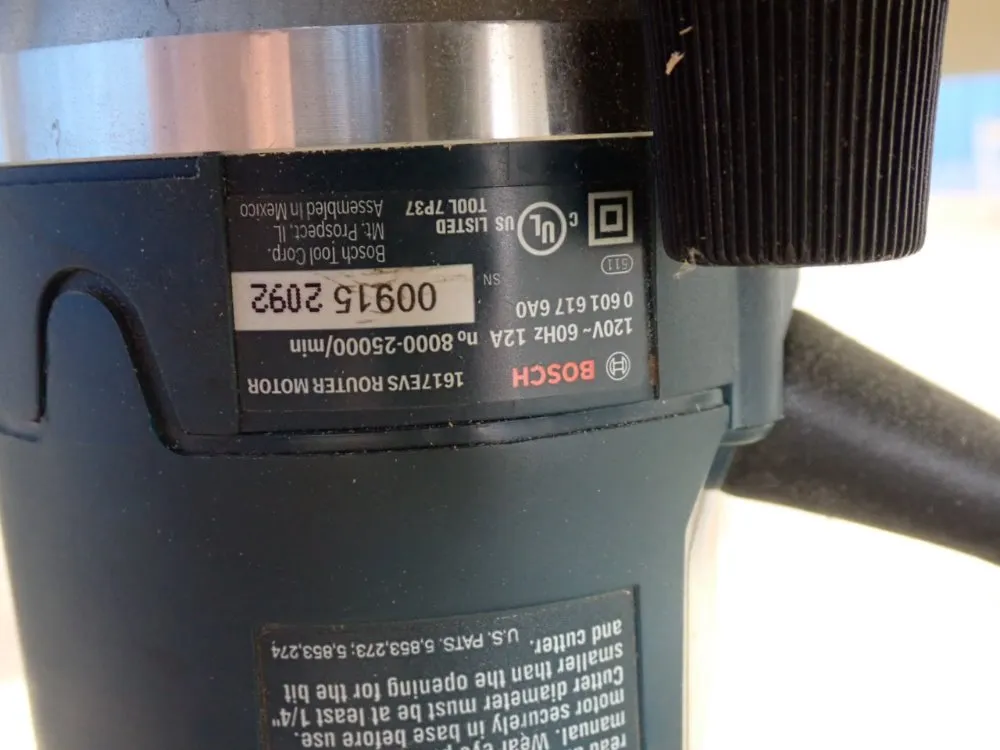 BOSCH 1617EVS ROUTER MOTOR
120V~60Hz 12A n₀ 8000-25000/min
0 601 617 6A0
SN 00915 2092
511
C UL US LISTED
TOOL 7P37
Bosch Tool Corp.
Mt. Prospect, IL
Assembled in Mexico
manual. Wear
motor securely in base before use.
Cutter diameter must be at least 1/4"
smaller than the opening for the bit
and cutter.
U.S. PATS. 5,853,273; 5,853,274